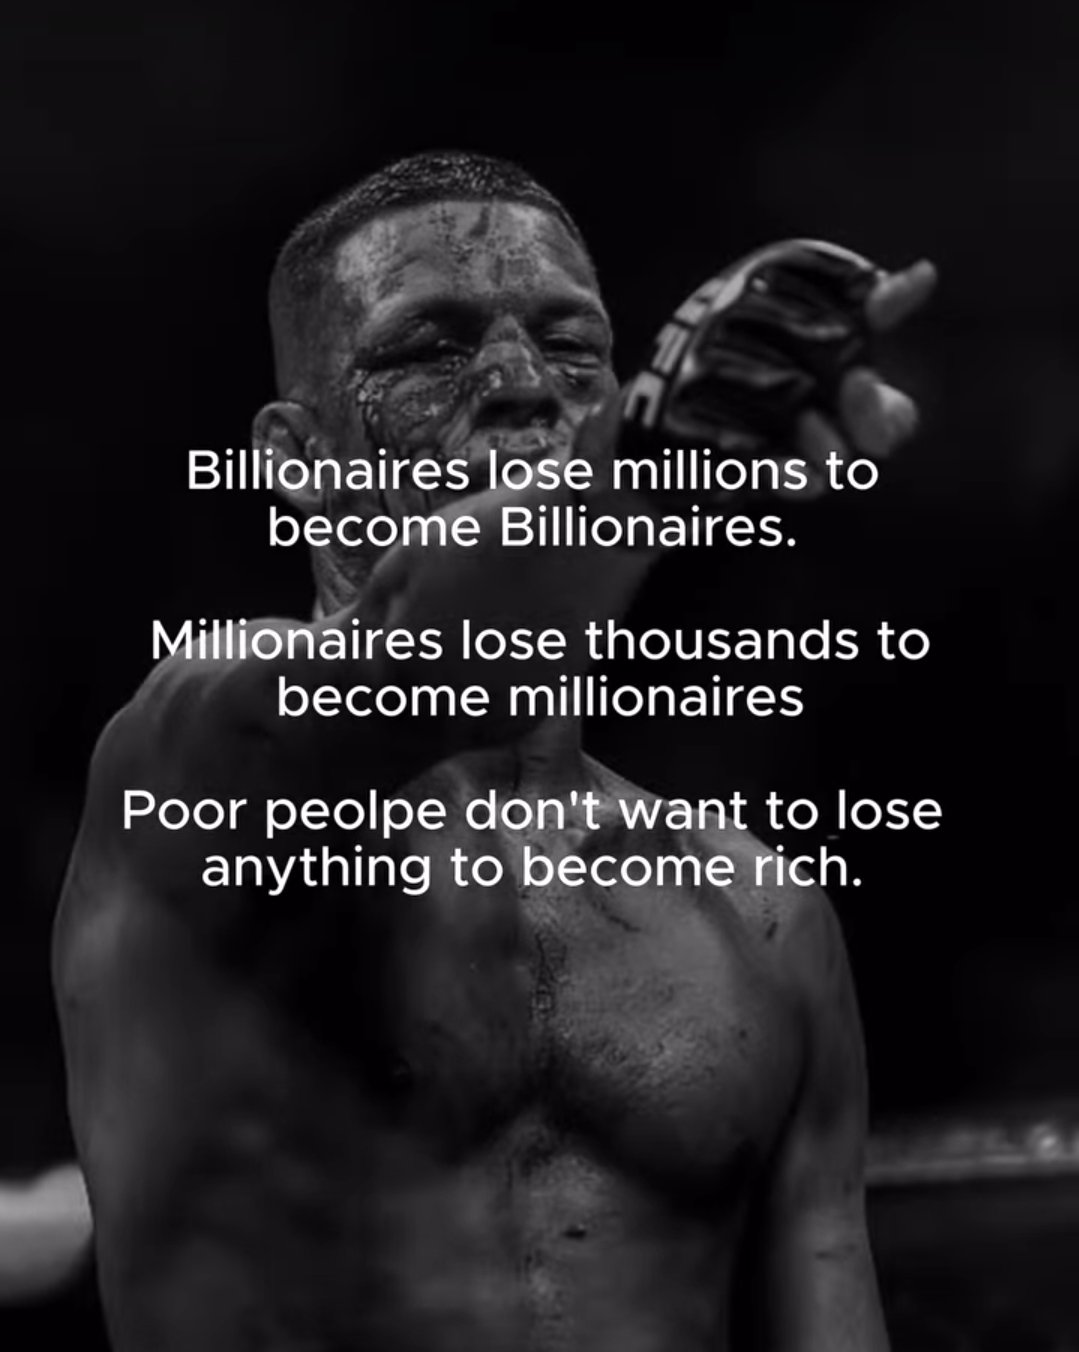 Billionaires lose millions to
become Billionaires.
Millionaires lose thousands to
become millionaires
Poor peolpe don't want to lose
anything to become rich.